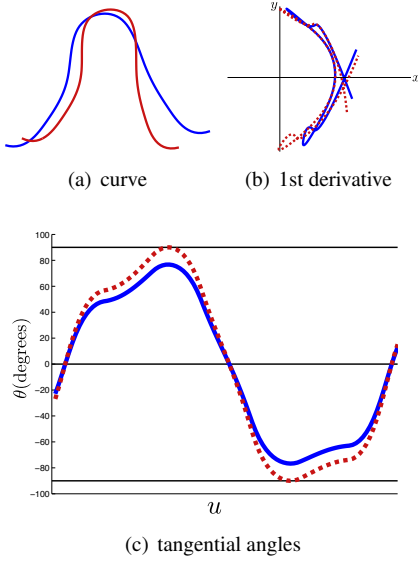 y
x
(a) curve
(b) 1st derivative
100
80
60
40
20
0
−20
−40
−60
−80
−100
θ(degrees)
u
(c) tangential angles